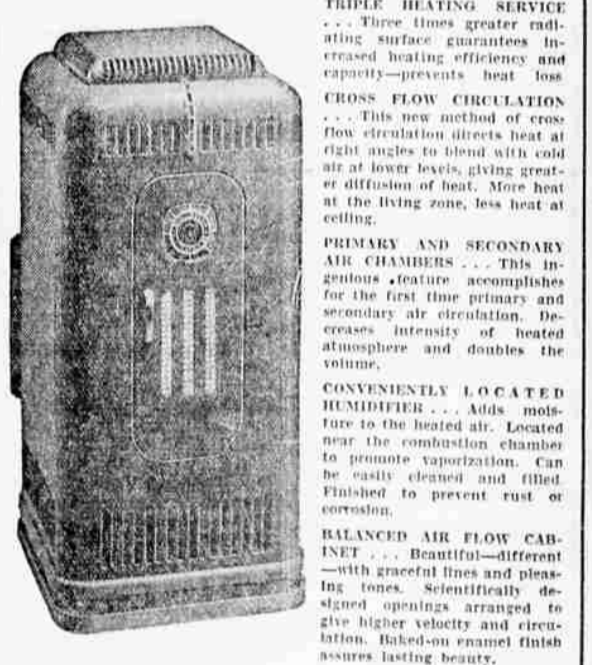 TRIPLE HEATING SERVICE
. . . Three times greater radi-
ating surface guarantees in-
creased heating efficiency and
capacity—prevents heat loss
CROSS FLOW CIRCULATION
. . . This new method of cross
flow circulation directs heat at
right angles to blend with cold
air at lower levels, giving great-
er diffusion of heat. More heat
at the living zone, less heat at
ceiling.
PRIMARY AND SECONDARY
AIR CHAMBERS . . . This in-
genious feature accomplishes
for the first time primary and
secondary air circulation. De-
creases intensity of heated
atmosphere and doubles the
volume.
CONVENIENTLY LOCATED
HUMIDIFIER . . . Adds mois-
ture to the heated air. Located
near the combustion chamber
to promote vaporization. Can
be easily cleaned and filled.
Finished to prevent rust or
corrosion.
BALANCED AIR FLOW CAB-
INET . . . Beautiful—different
—with graceful lines and pleas-
ing tones. Scientifically de-
signed openings arranged to
give higher velocity and circu-
lation. Baked-on enamel finish
assures lasting beauty.